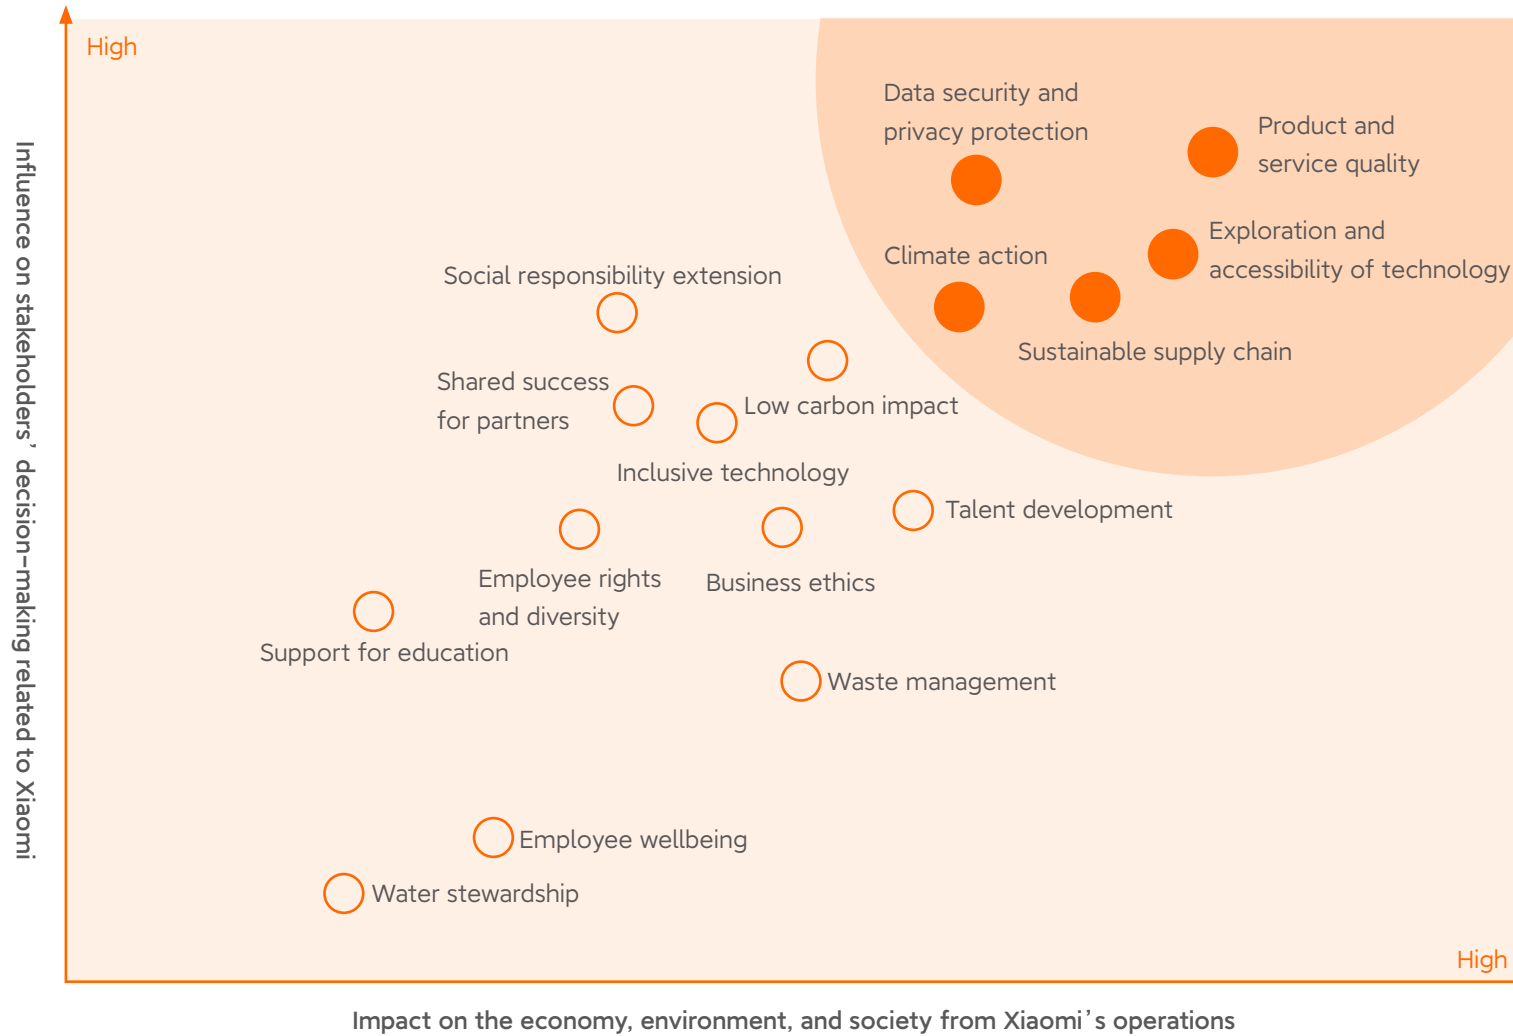 High
Data security and
privacy protection
Product and
service quality
Exploration and
accessibility of technology
Climate action
Sustainable supply chain
Social responsibility extension
Shared success
for partners
Low carbon impact
Inclusive technology
Talent development
Employee rights
and diversity
Business ethics
Support for education
Waste management
Employee wellbeing
Water stewardship
High
Influence on stakeholders’ decision-making related to Xiaomi
Impact on the economy, environment, and society from Xiaomi’s operations